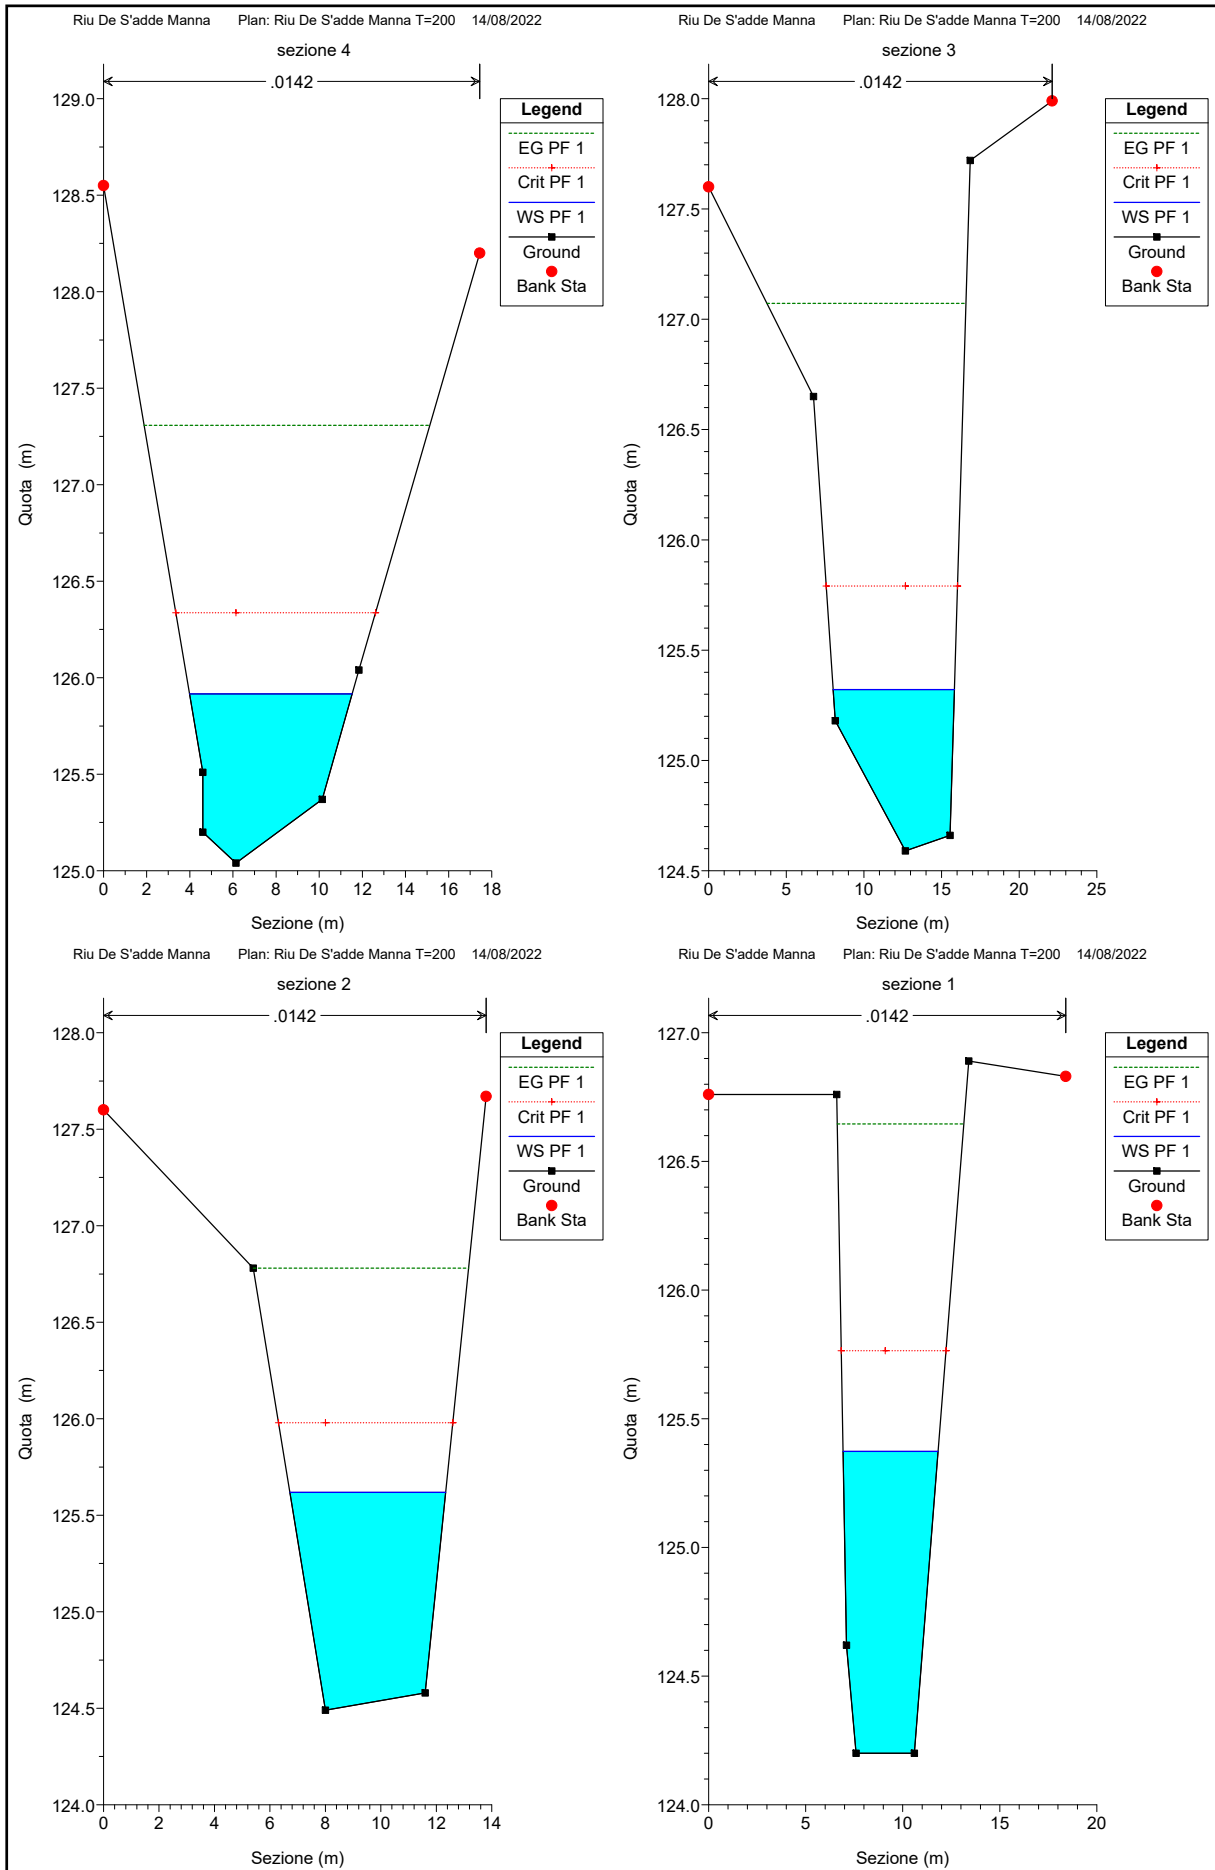 Riu De S'adde Manna Plan: Riu De S'adde Manna T=200 14/08/2022
sezione 4
.0142
129.0
128.5
128.0
127.5
127.0
126.5
126.0
125.5
125.0
Quota (m)
0 2 4 6 8 10 12 14 16 18
Sezione (m)
Legend
EG PF 1
Crit PF 1
WS PF 1
Ground
Bank Sta
Riu De S'adde Manna Plan: Riu De S'adde Manna T=200 14/08/2022
sezione 3
.0142
128.0
127.5
127.0
126.5
126.0
125.5
125.0
124.5
Quota (m)
0 5 10 15 20 25
Sezione (m)
Legend
EG PF 1
Crit PF 1
WS PF 1
Ground
Bank Sta
Riu De S'adde Manna Plan: Riu De S'adde Manna T=200 14/08/2022
sezione 2
.0142
128.0
127.5
127.0
126.5
126.0
125.5
125.0
124.5
124.0
Quota (m)
0 2 4 6 8 10 12 14
Sezione (m)
Legend
EG PF 1
Crit PF 1
WS PF 1
Ground
Bank Sta
Riu De S'adde Manna Plan: Riu De S'adde Manna T=200 14/08/2022
sezione 1
.0142
127.0
126.5
126.0
125.5
125.0
124.5
124.0
Quota (m)
0 5 10 15 20
Sezione (m)
Legend
EG PF 1
Crit PF 1
WS PF 1
Ground
Bank Sta